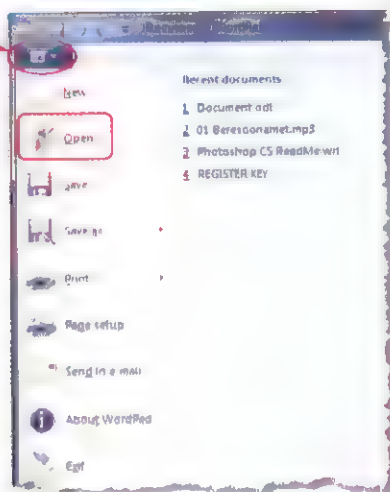 New
Open
Save
Save as
Print
Page setup
Send in e-mail
About WordPad
Exit
Recent documents
1 Document.odt
2 01 Beresoonamet.mp3
3 Photoshop CS ReadMe.wri
4 REGISTER KEY